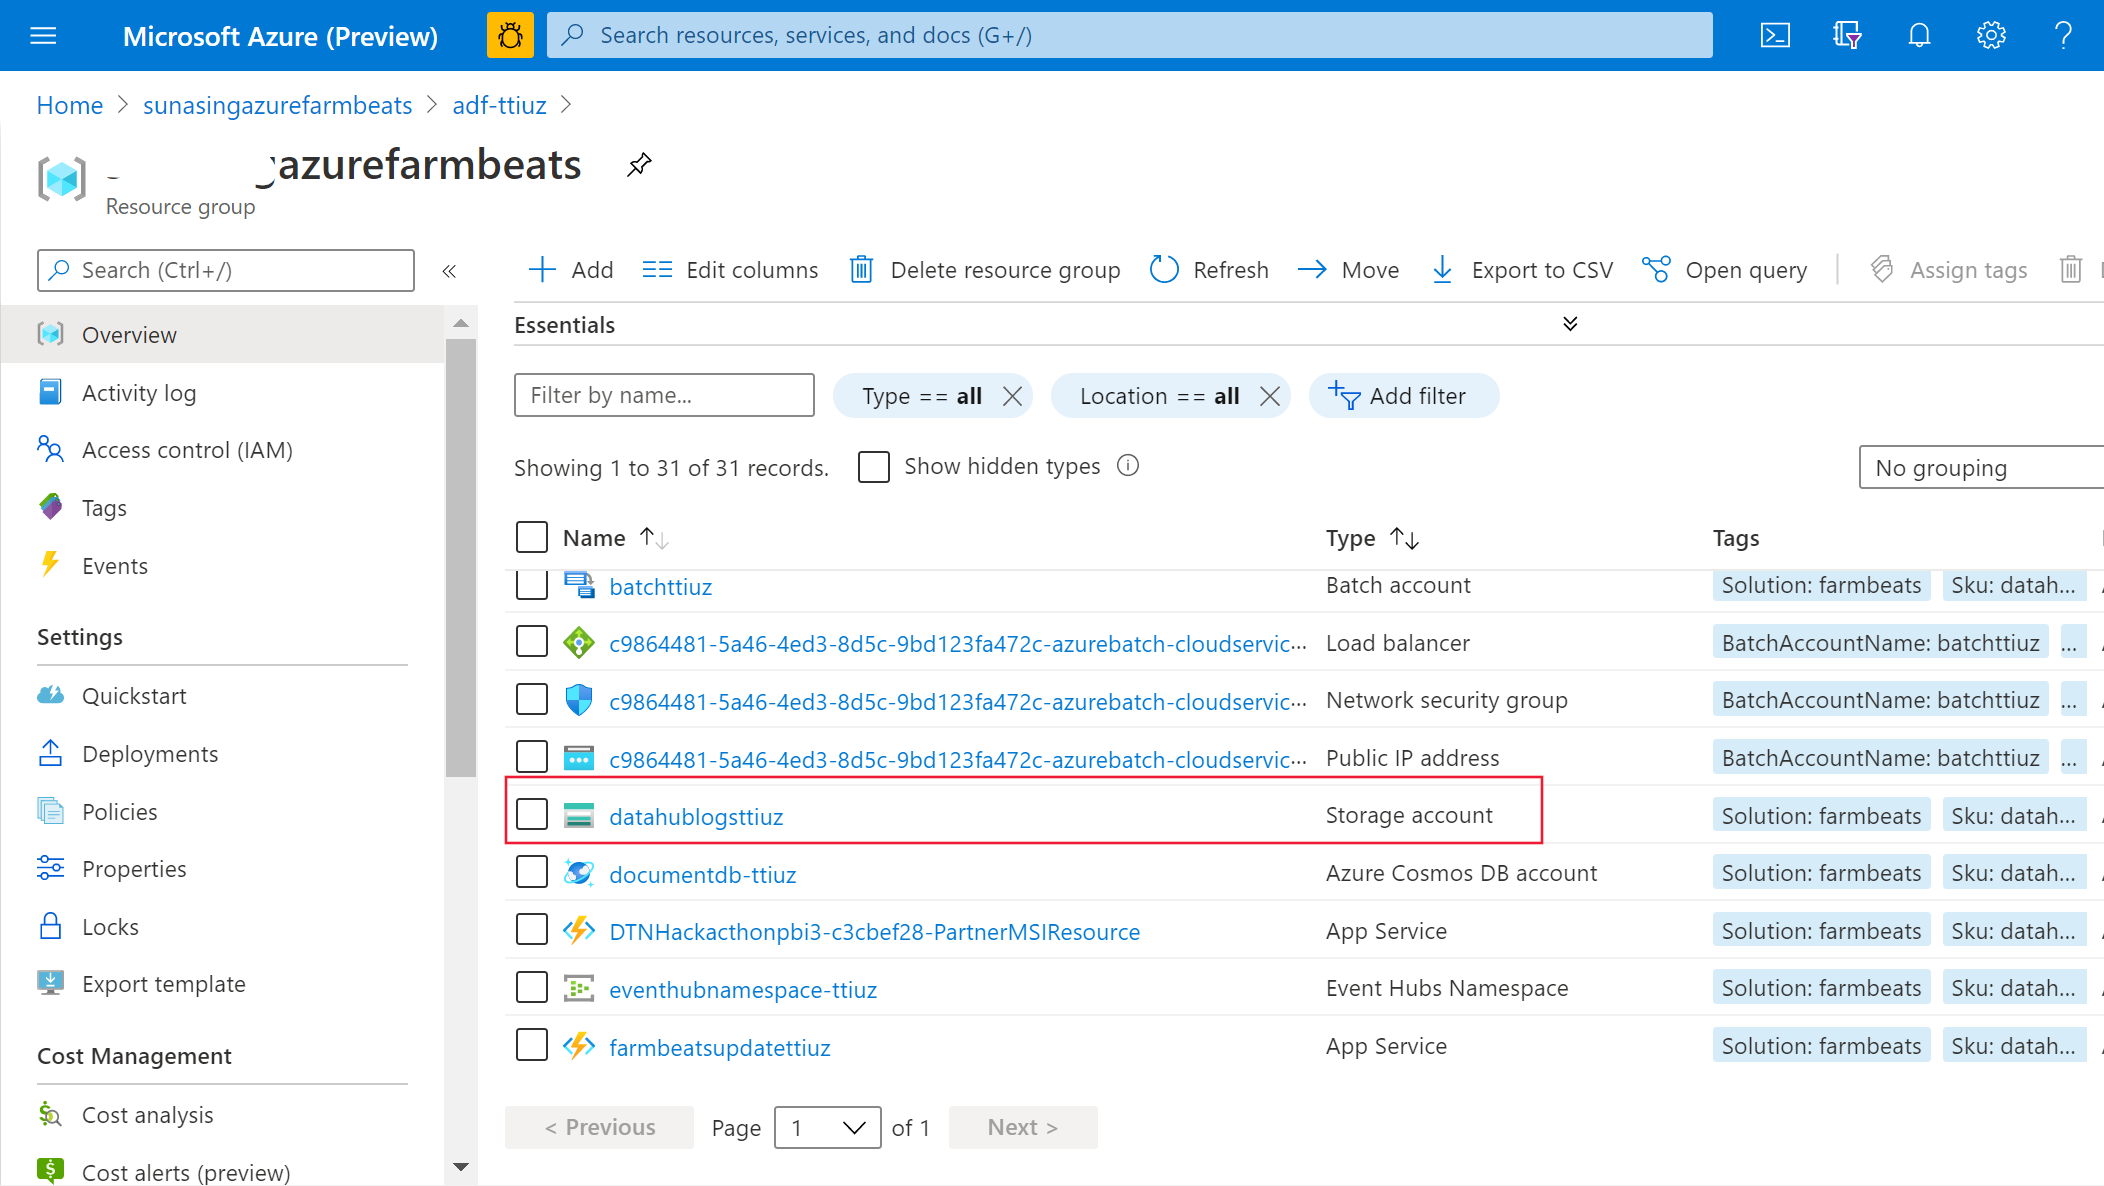 Microsoft Azure (Preview)
Search resources, services, and docs (G+/)
Home > sunasingazurefarmbeats > adf-ttiuz >
gazurefarmbeats
Resource group
Search (Ctrl+/)
«
Add
Edit columns
Delete resource group
Refresh
Move
Export to CSV
Open query
Assign tags
Overview
Activity log
Access control (IAM)
Tags
Events
Settings
Quickstart
Deployments
Policies
Properties
Locks
Export template
Cost Management
Cost analysis
Cost alerts (preview)
Essentials
Filter by name...
Type == all
Location == all
Add filter
Showing 1 to 31 of 31 records.
Show hidden types
No grouping
Name Type Tags
batchttiuz Batch account Solution: farmbeats Sku: datah...
c9864481-5a46-4ed3-8d5c-9bd123fa472c-azurebatch-cloudservic... Load balancer BatchAccountName: batchttiuz ...
c9864481-5a46-4ed3-8d5c-9bd123fa472c-azurebatch-cloudservic... Network security group BatchAccountName: batchttiuz ...
c9864481-5a46-4ed3-8d5c-9bd123fa472c-azurebatch-cloudservic... Public IP address BatchAccountName: batchttiuz ...
datahublogsttiuz Storage account Solution: farmbeats Sku: datah...
documentdb-ttiuz Azure Cosmos DB account Solution: farmbeats Sku: datah...
DTNHackacthonpbi3-c3cbef28-PartnerMSIResource App Service Solution: farmbeats Sku: datah...
eventhubnamespace-ttiuz Event Hubs Namespace Solution: farmbeats Sku: datah...
farmbeatsupdatettiuz App Service Solution: farmbeats Sku: datah...
< Previous Page 1 of 1 Next >